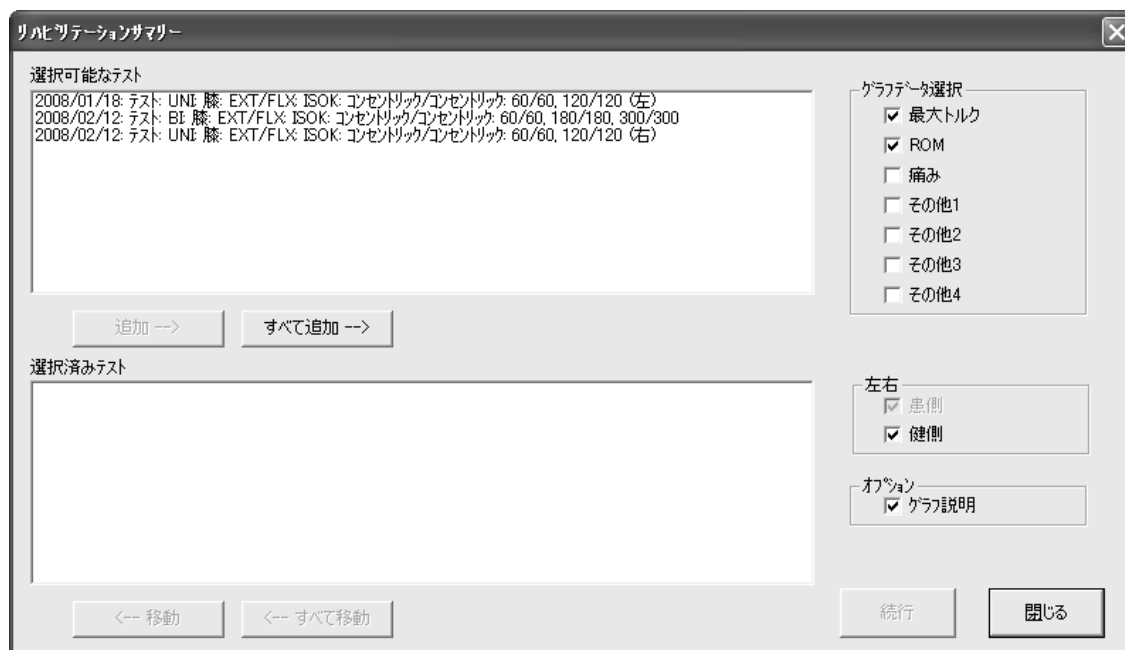 リハビリテーションサマリー
選択可能なテスト
2008/01/18: テスト: UNI: 膝: EXT/FLX: ISOK: コンセントリック/コンセントリック: 60/60, 120/120 (左)
2008/02/12: テスト: BI: 膝: EXT/FLX: ISOK: コンセントリック/コンセントリック: 60/60, 180/180, 300/300
2008/02/12: テスト: UNI: 膝: EXT/FLX: ISOK: コンセントリック/コンセントリック: 60/60, 120/120 (右)
追加 -->
すべて追加 -->
選択済みテスト
<-- 移動
<-- すべて移動
グラフデータ選択
最大トルク
ROM
痛み
その他1
その他2
その他3
その他4
左右
患側
健側
オプション
グラフ説明
続行
閉じる